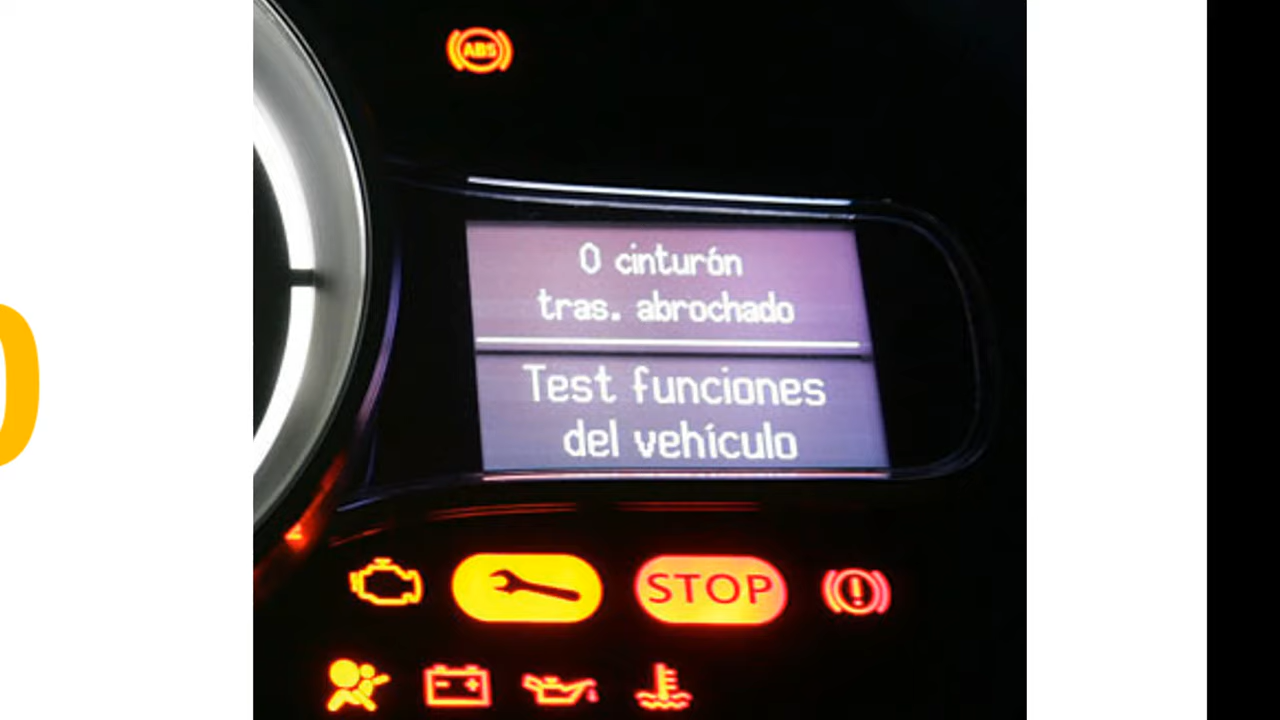 ABS
0 cinturón
tras. abrochado
Test funciones
del vehículo
STOP